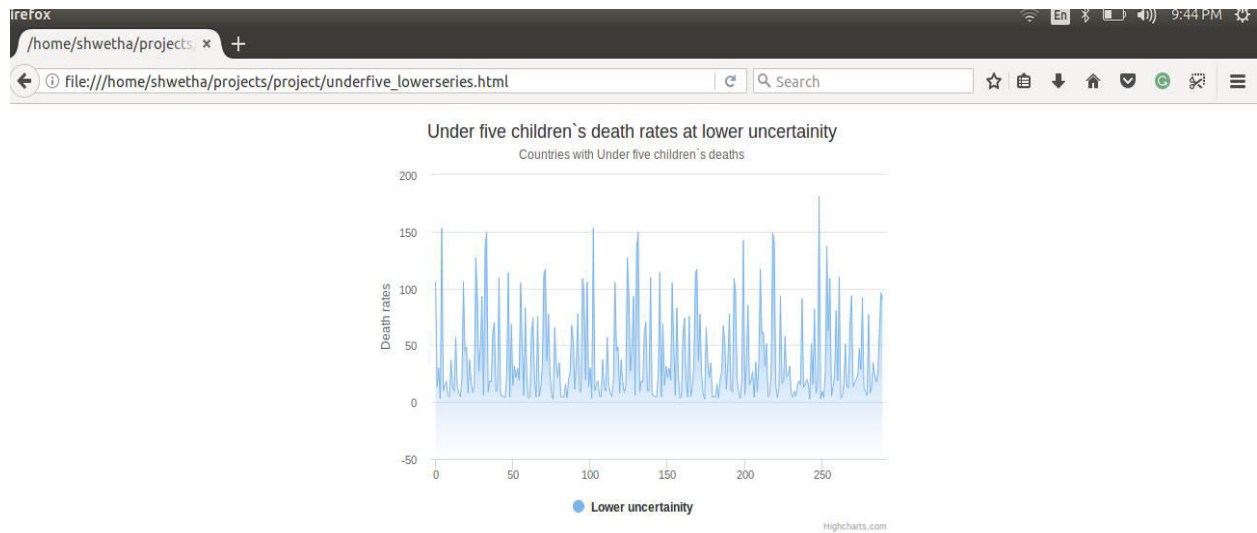 irefox
En
9:44 PM
/home/shwetha/projects/ ×
+
file:///home/shwetha/projects/project/underfive_lowerseries.html
Search
Under five children`s death rates at lower uncertainity
Countries with Under five children`s deaths
200
150
100
50
0
-50
Death rates
0 50 100 150 200 250
Lower uncertainity
Highcharts.com